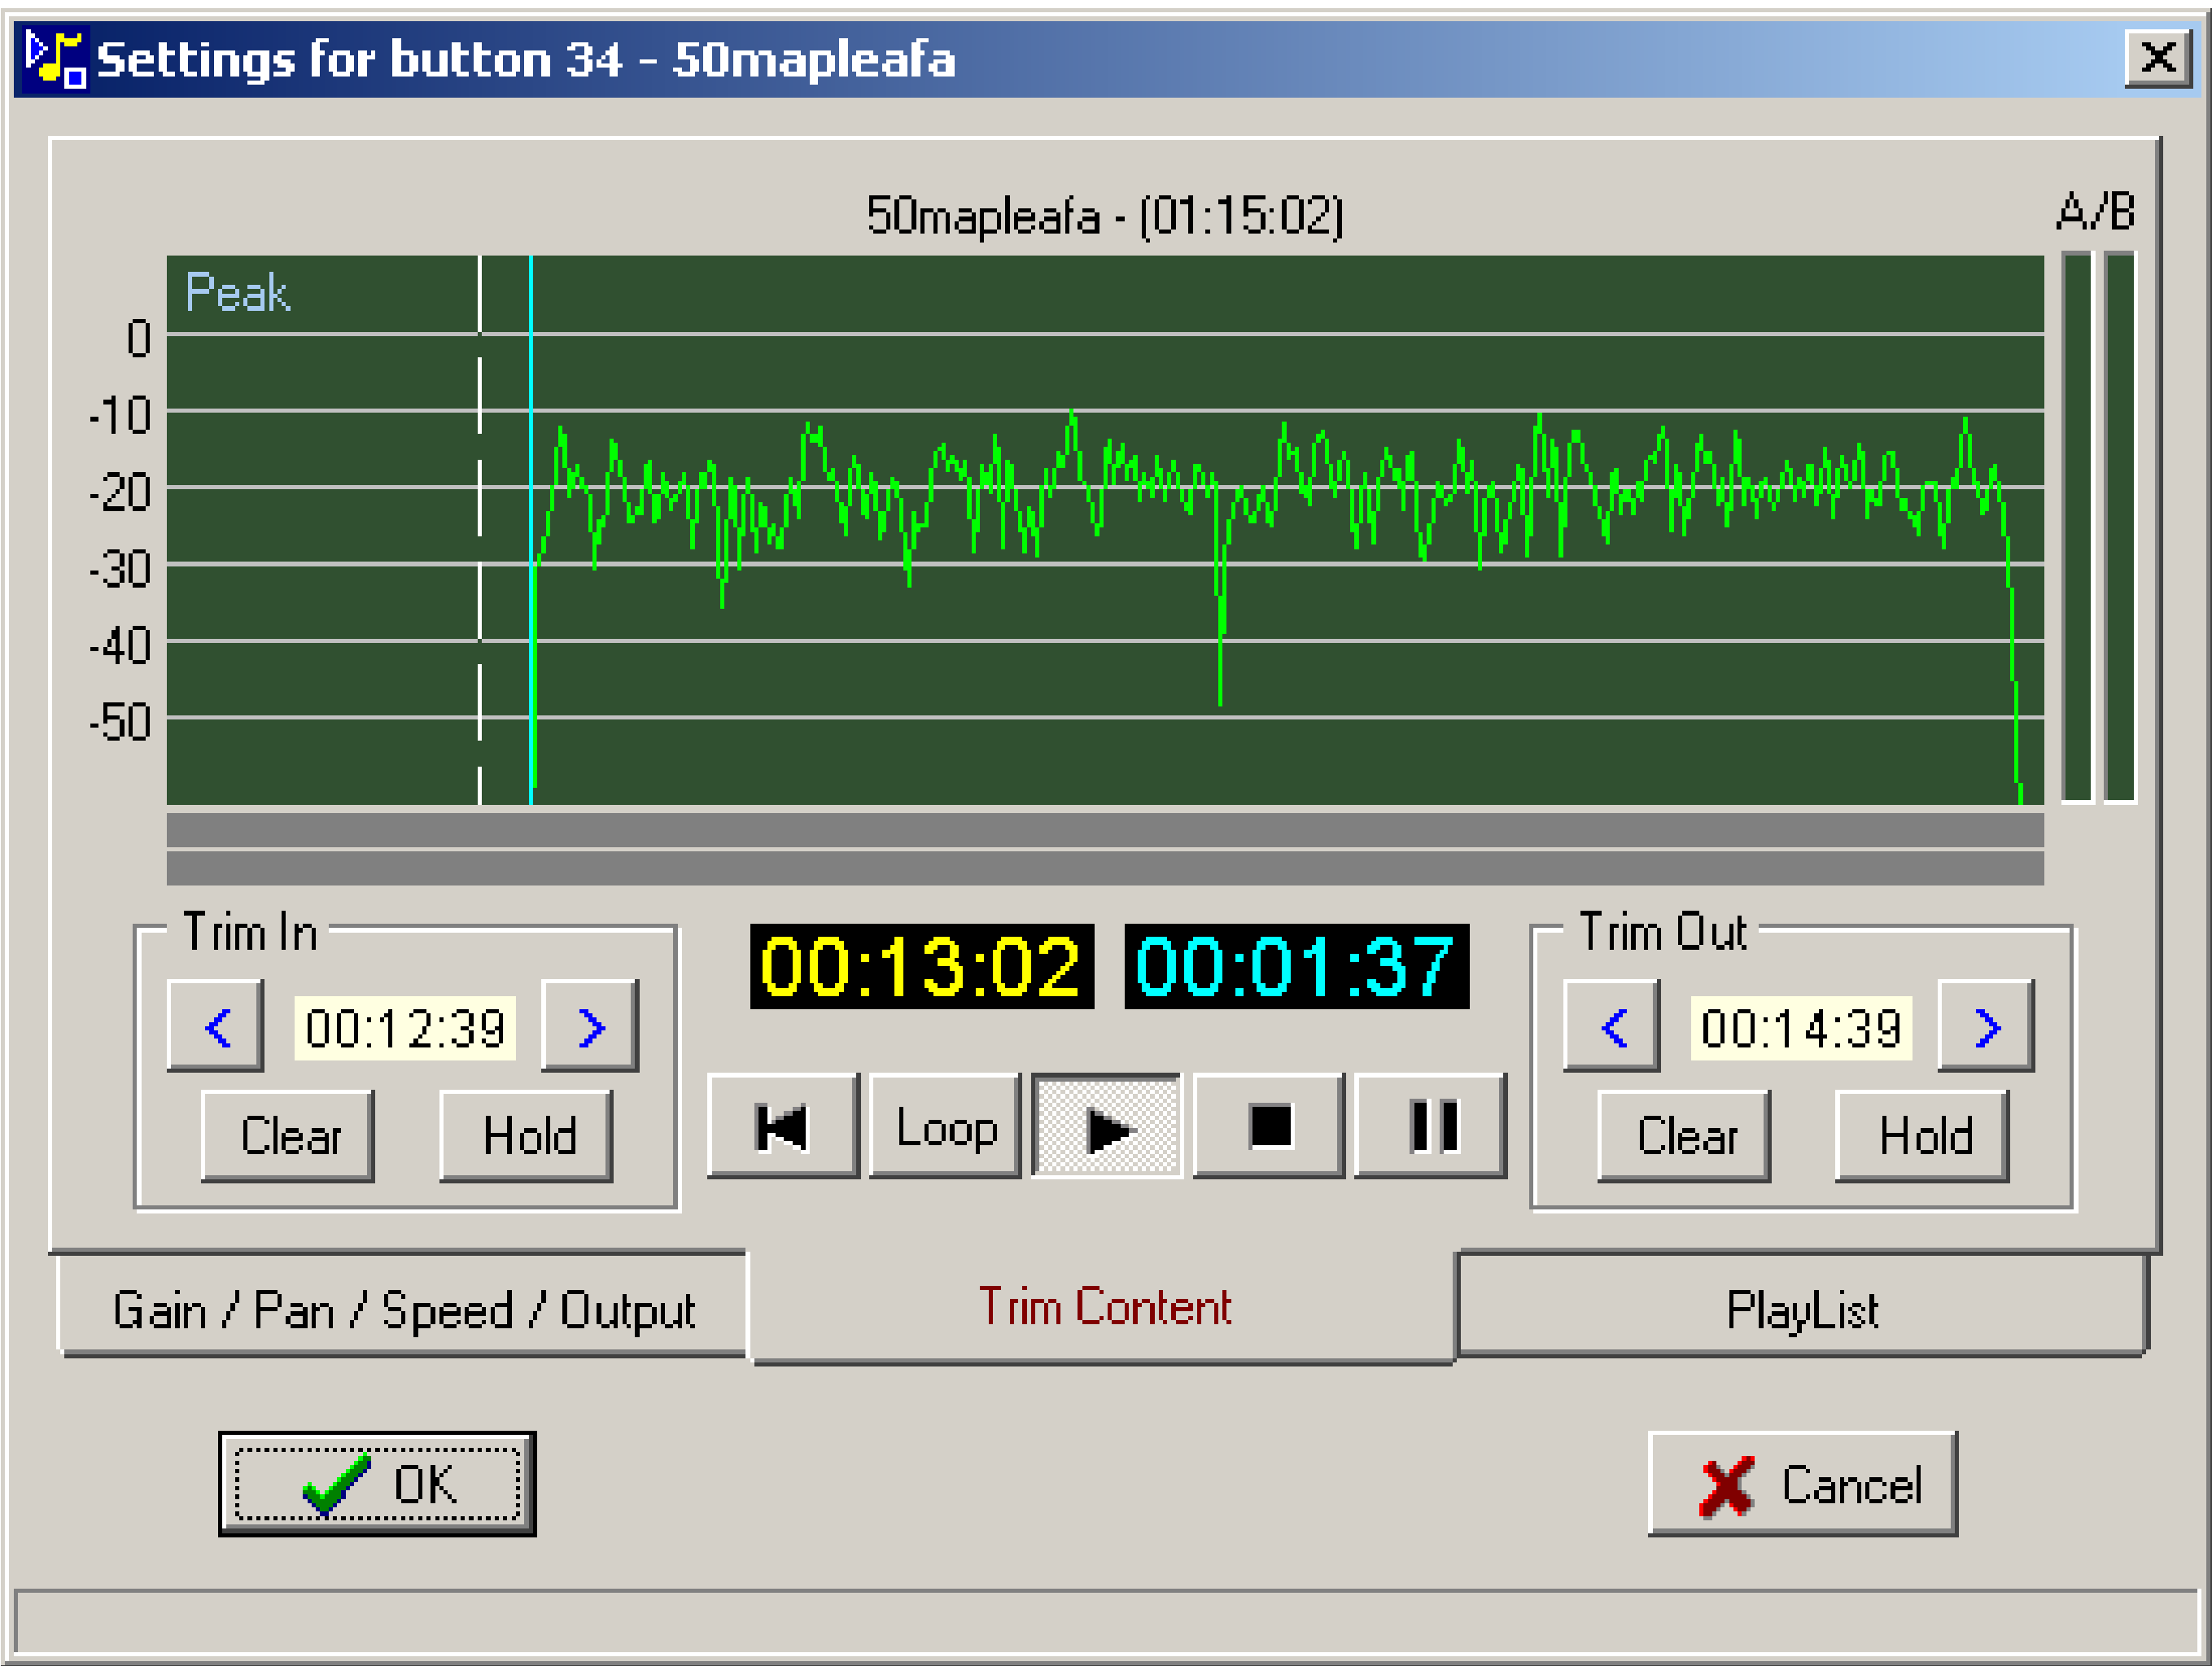 Settings for button 34 - 50mapleafa
50mapleafa - (01:15:02)
A/B
Peak
0
-10
-20
-30
-40
-50
Trim In
00:12:39
Clear
Hold
00:13:02
00:01:37
Loop
Trim Out
00:14:39
Clear
Hold
Gain / Pan / Speed / Output
Trim Content
PlayList
OK
Cancel